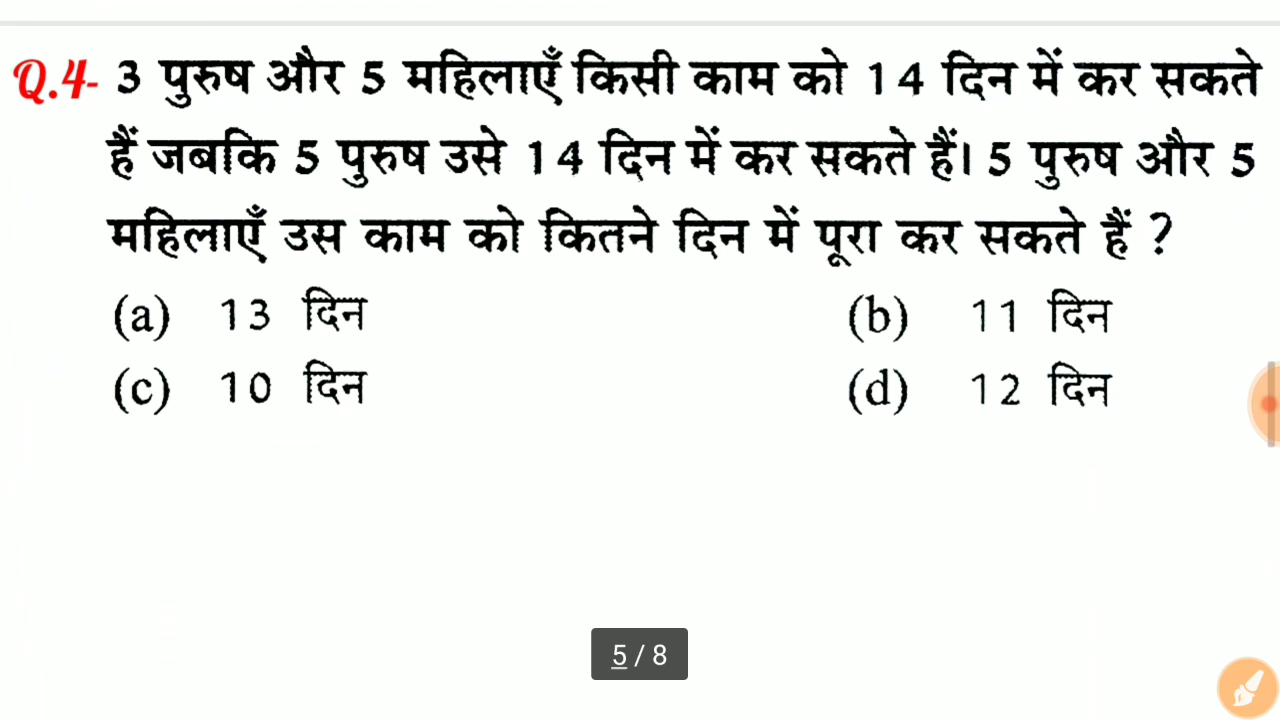 Q.4- 3 पुरुष और 5 महिलाएँ किसी काम को 14 दिन में कर सकते
हैं जबकि 5 पुरुष उसे 14 दिन में कर सकते हैं। 5 पुरुष और 5
महिलाएँ उस काम को कितने दिन में पूरा कर सकते हैं ?
(a) 13 दिन (b) 11 दिन
(c) 10 दिन (d) 12 दिन
5 / 8